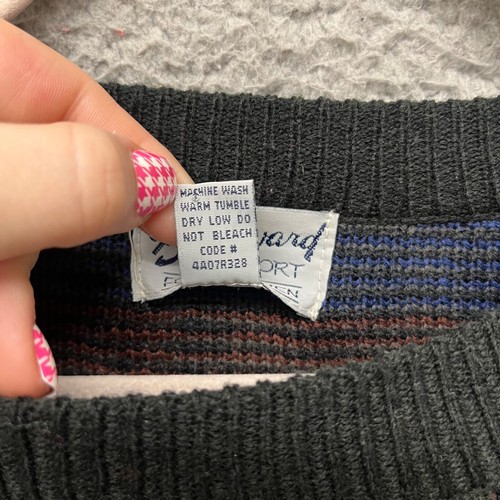 MACHINE WASH
WARM TUMBLE
DRY LOW DO
NOT BLEACH
CODE #
4A07R328